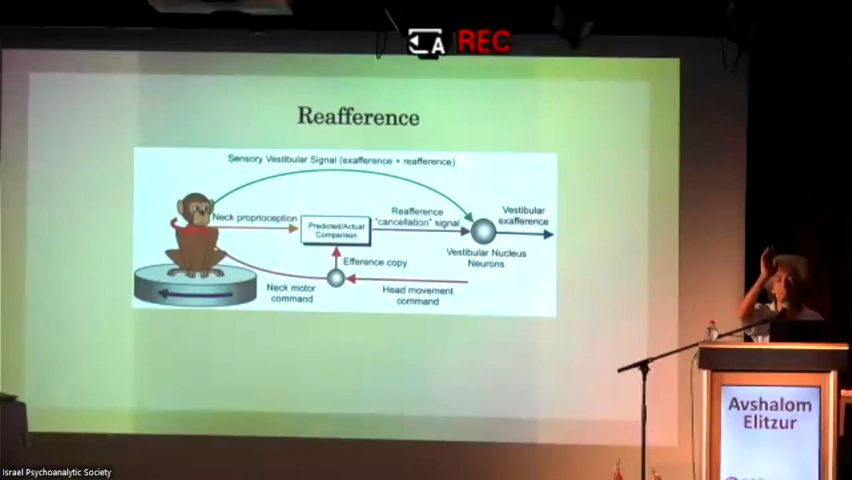 A REC
Reafference
Sensory Vestibular Signal (exafference + reafference)
Neck proprioception
Predicted/Actual
Comparison
Reafference
"cancellation" signal
Vestibular
exafference
Vestibular Nucleus
Neurons
Efference copy
Neck motor
command
Head movement
command
Avshalom
Elitzur
Israel Psychoanalytic Society